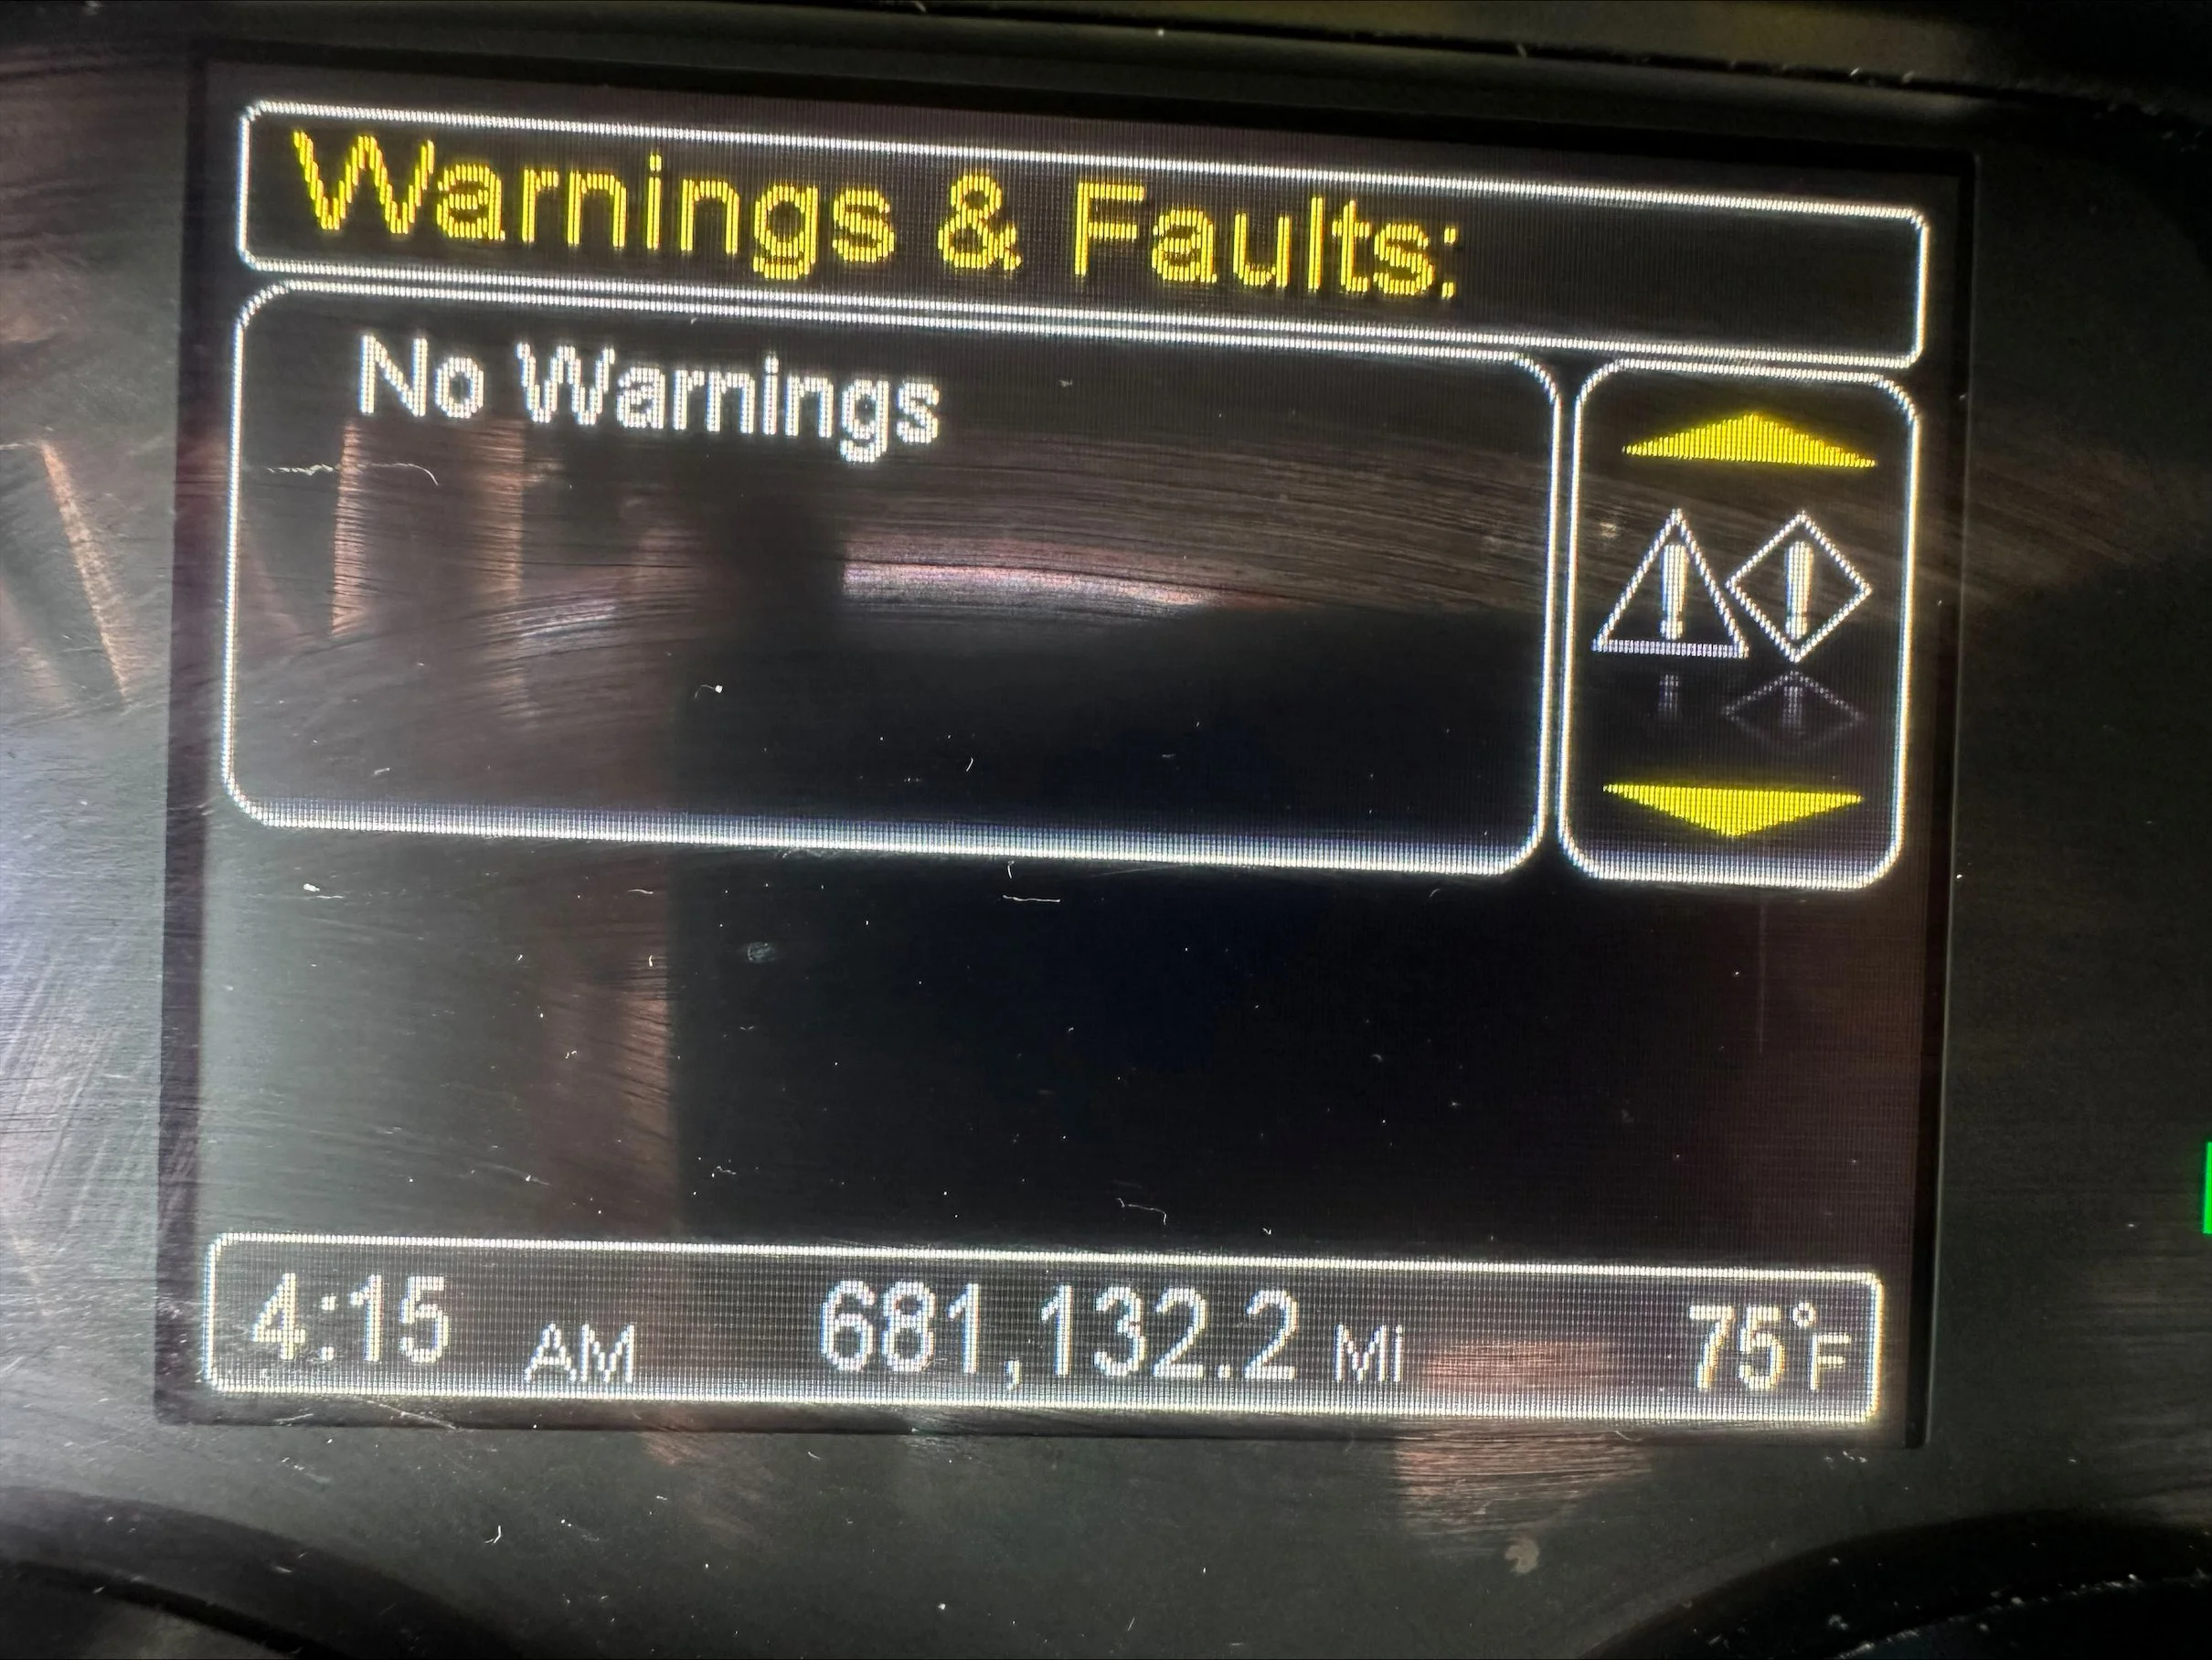 Warnings & Faults:
No Warnings
4:15 AM 681,132.2 Mi 75°F